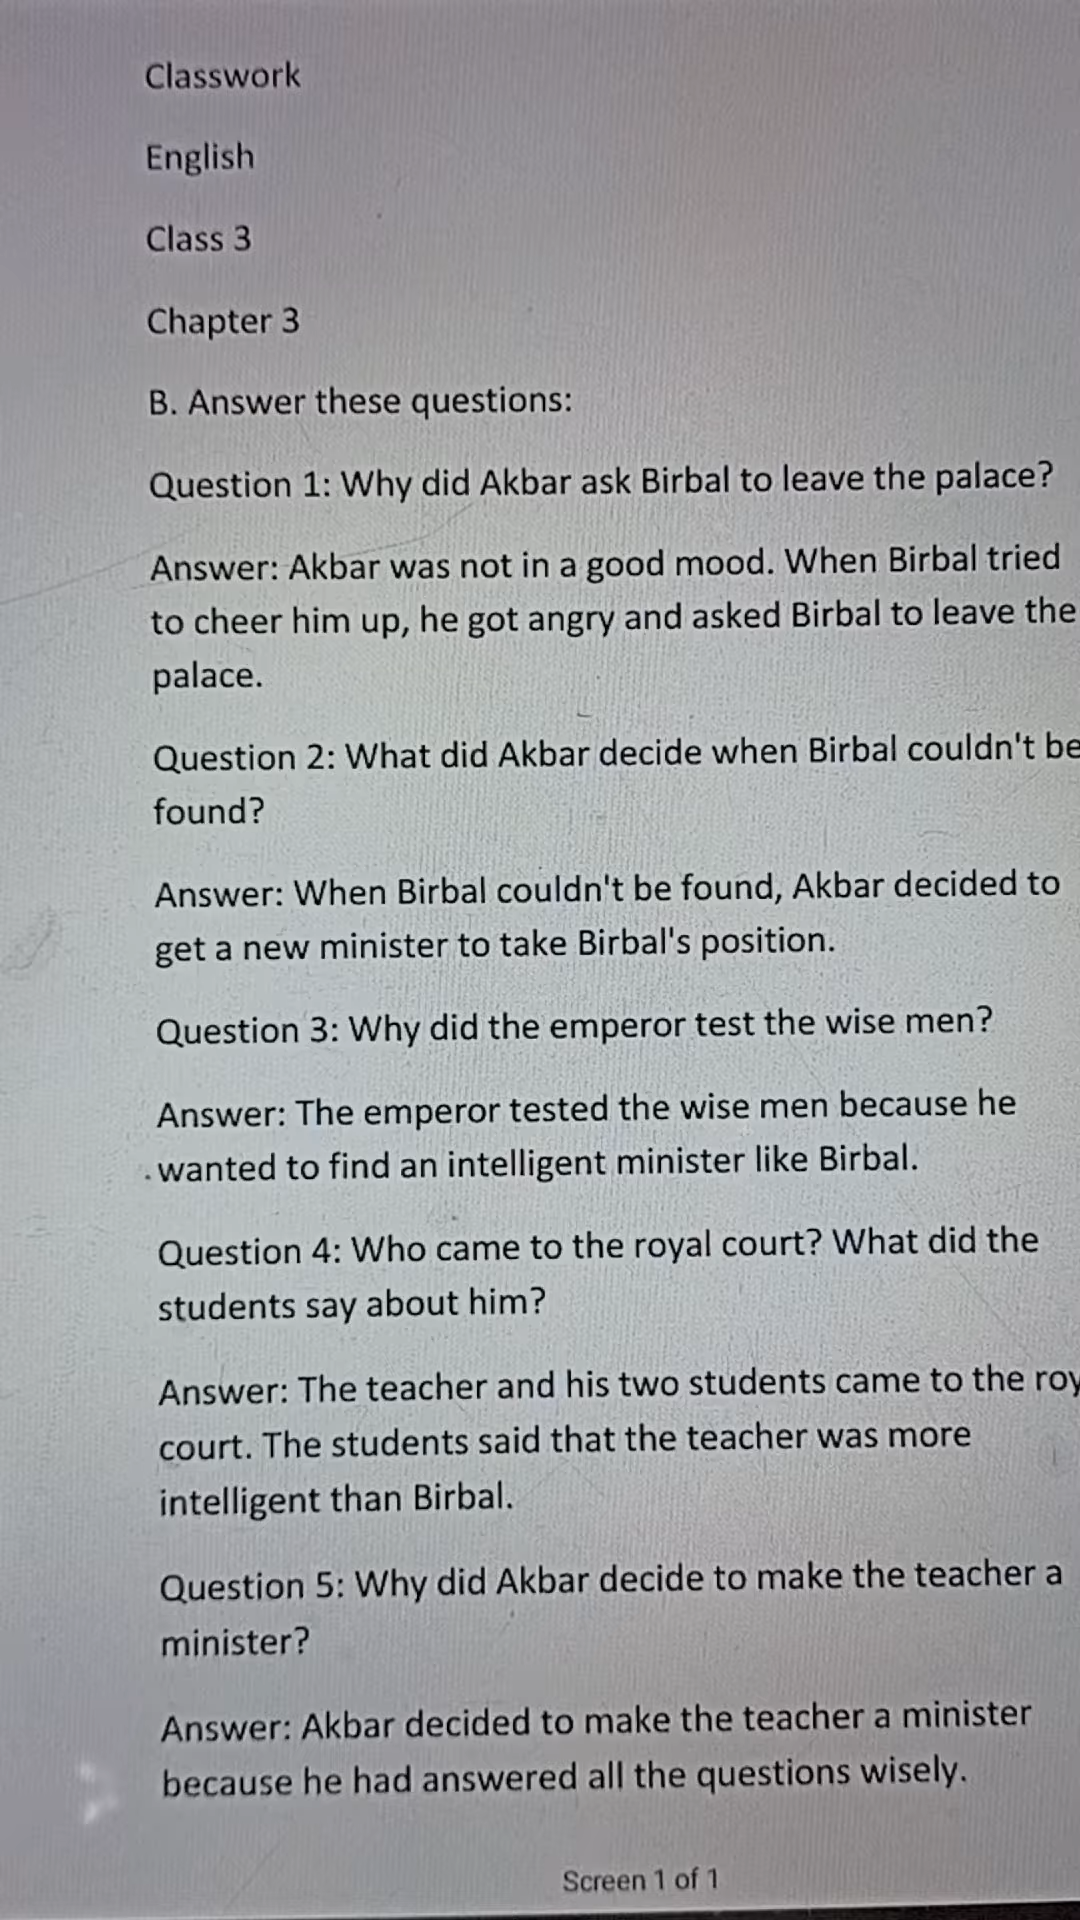 Classwork
English
Class 3
Chapter 3
B. Answer these questions:
Question 1: Why did Akbar ask Birbal to leave the palace?
Answer: Akbar was not in a good mood. When Birbal tried
to cheer him up, he got angry and asked Birbal to leave the
palace.
Question 2: What did Akbar decide when Birbal couldn't be
found?
Answer: When Birbal couldn't be found, Akbar decided to
get a new minister to take Birbal's position.
Question 3: Why did the emperor test the wise men?
Answer: The emperor tested the wise men because he
wanted to find an intelligent minister like Birbal.
Question 4: Who came to the royal court? What did the
students say about him?
Answer: The teacher and his two students came to the roy
court. The students said that the teacher was more
intelligent than Birbal.
Question 5: Why did Akbar decide to make the teacher a
minister?
Answer: Akbar decided to make the teacher a minister
because he had answered all the questions wisely.
Screen 1 of 1